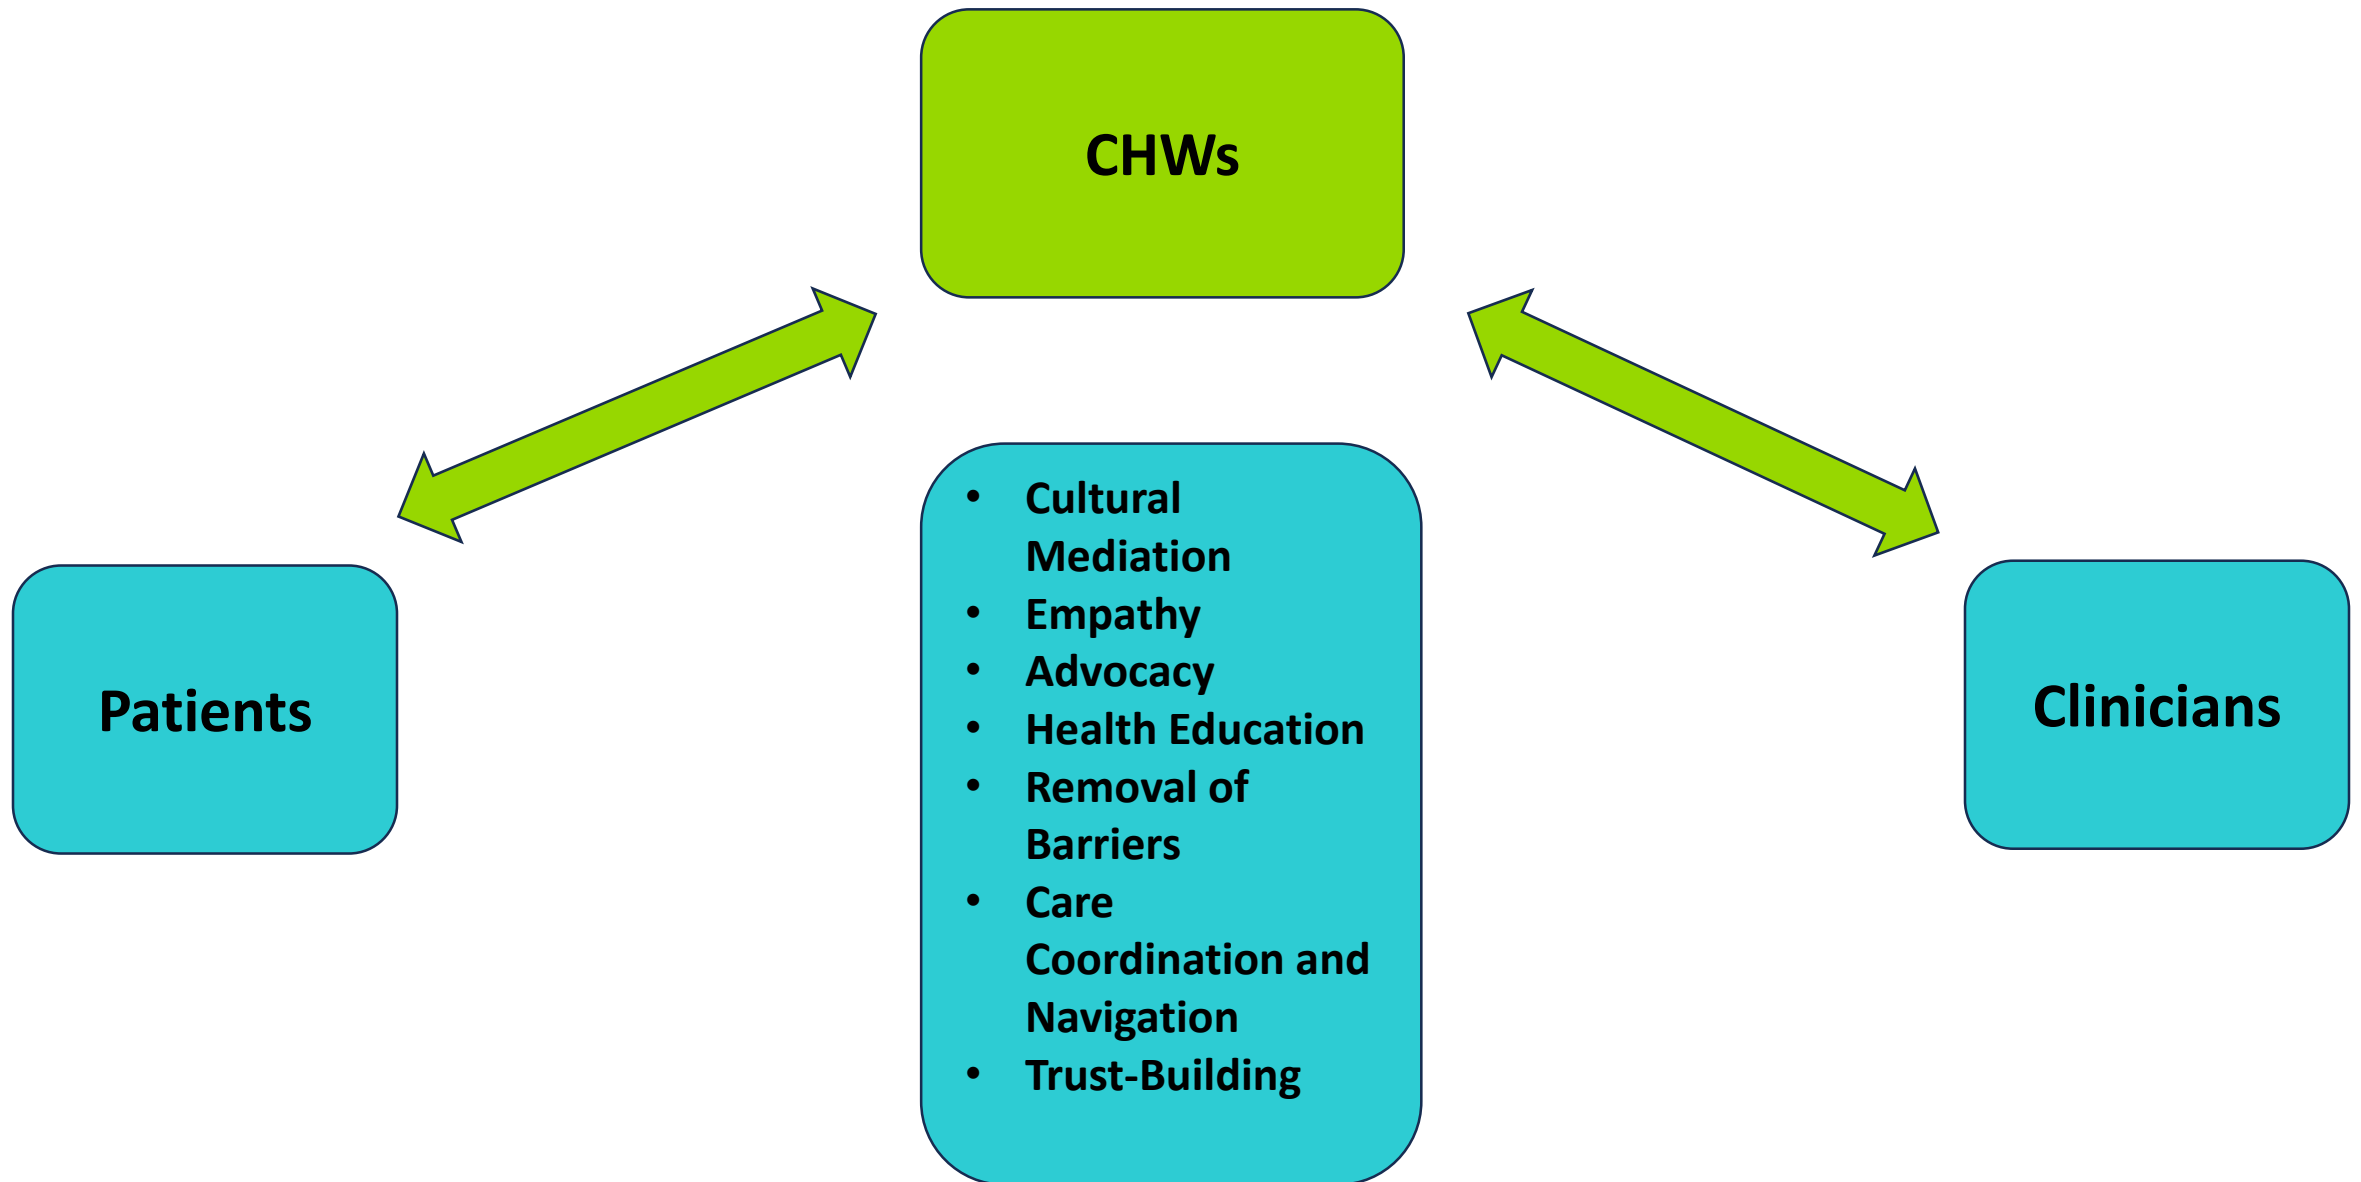 CHWs
• Cultural
Mediation
• Empathy
• Advocacy
• Health Education
• Removal of
Barriers
• Care
Coordination and
Navigation
• Trust-Building
Patients
Clinicians